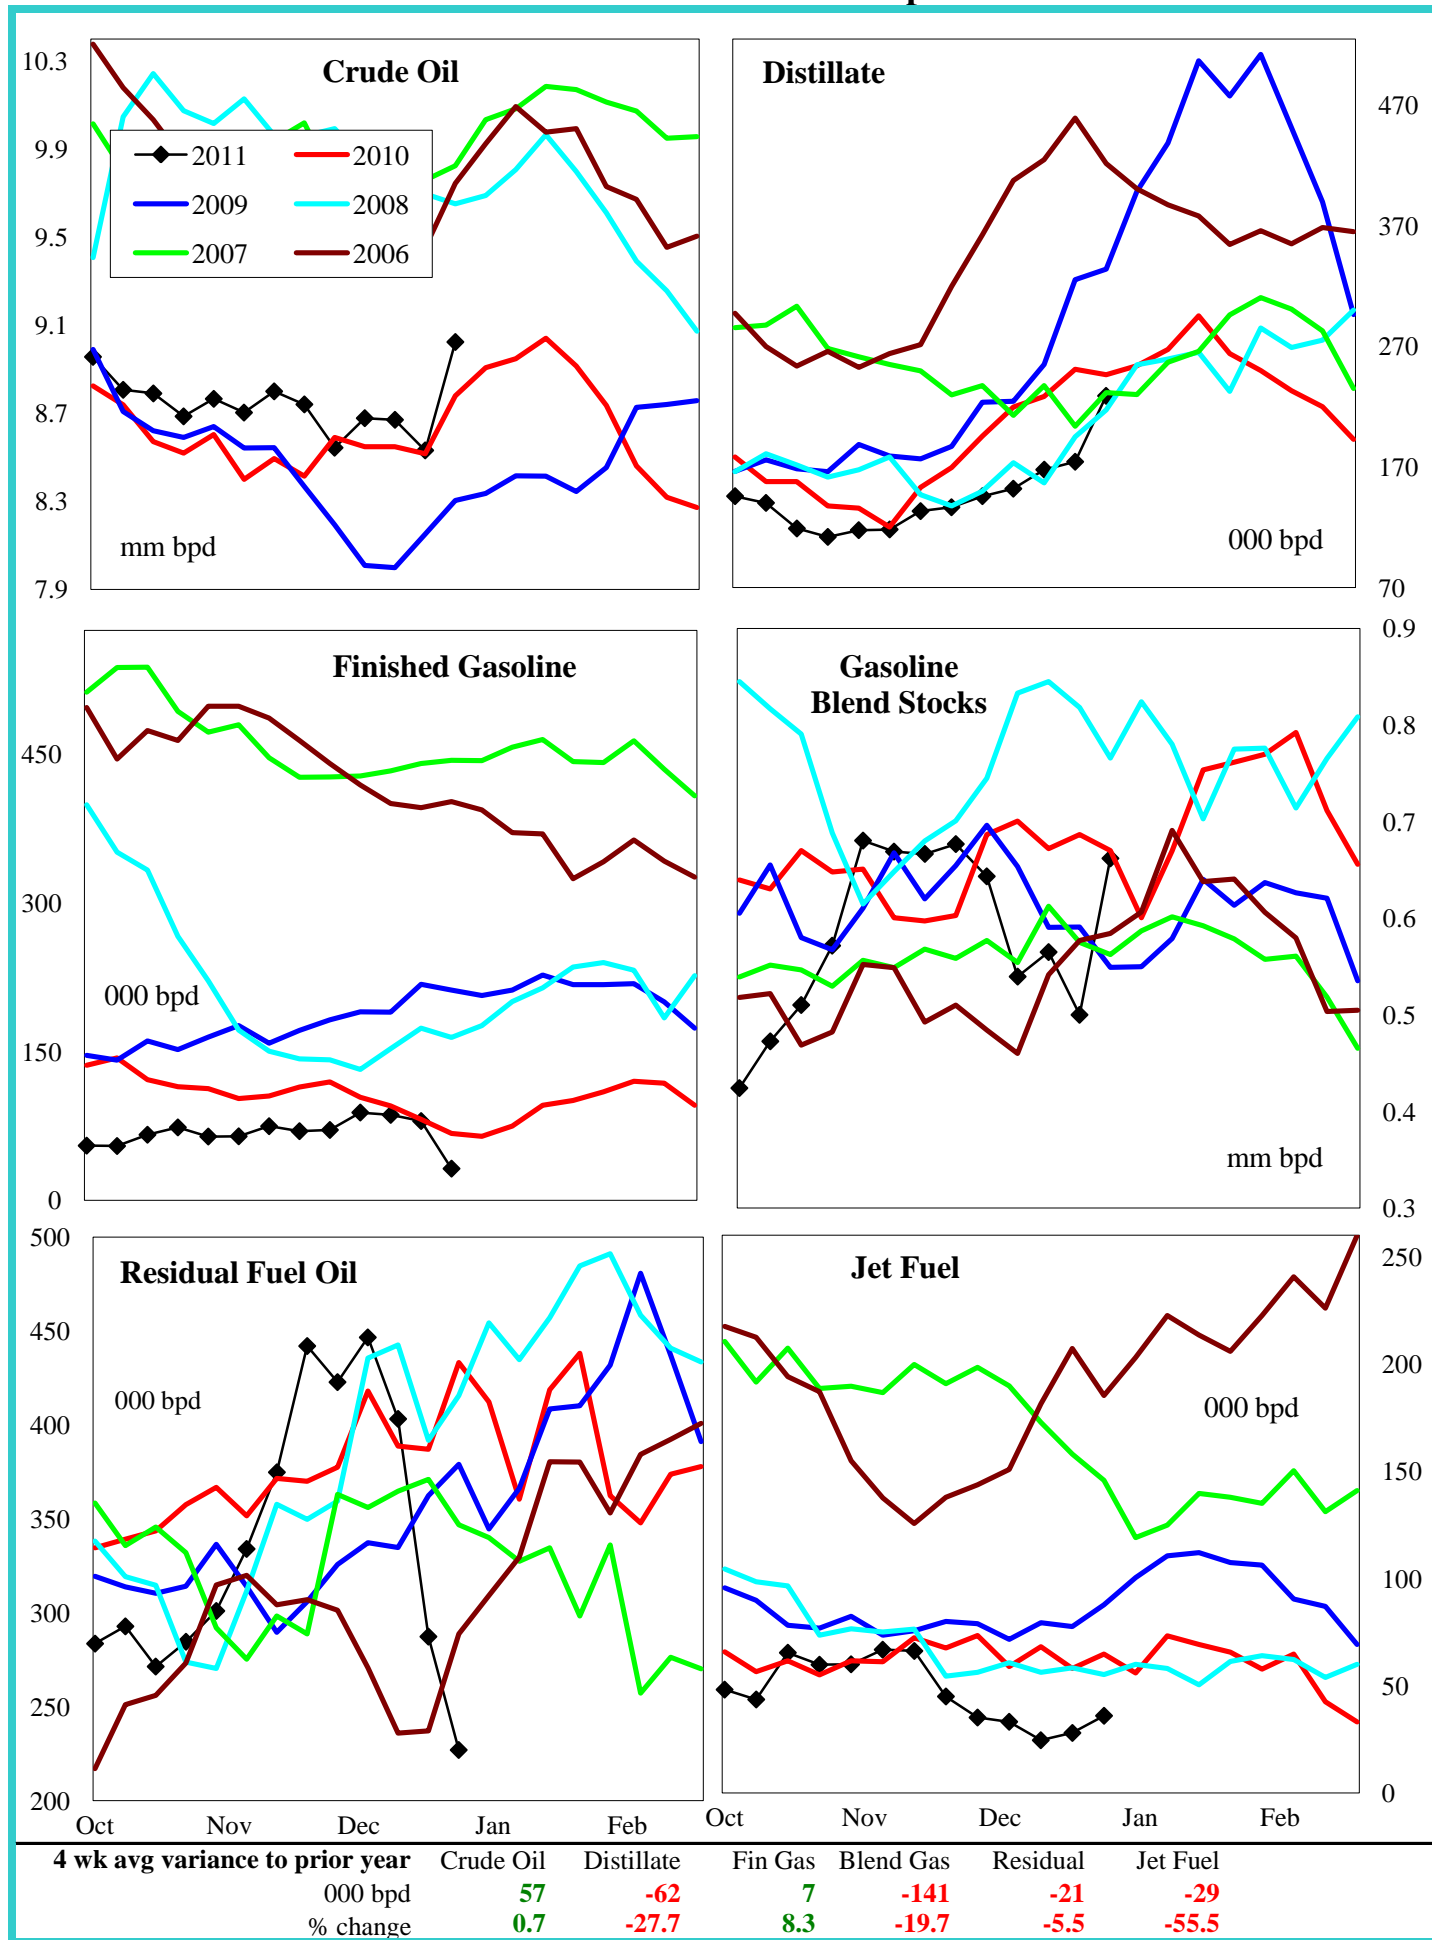 Crude Oil
10.3
9.9
9.5
9.1
8.7
8.3
7.9
2011 2010
2009 2008
2007 2006
mm bpd
Distillate
470
370
270
170
70
000 bpd
Finished Gasoline
450
300
150
0
000 bpd
Gasoline
Blend Stocks
0.9
0.8
0.7
0.6
0.5
0.4
0.3
mm bpd
Residual Fuel Oil
500
450
400
350
300
250
200
000 bpd
Oct Nov Dec Jan Feb
Jet Fuel
250
200
150
100
50
0
000 bpd
Oct Nov Dec Jan Feb
4 wk avg variance to prior year Crude Oil Distillate Fin Gas Blend Gas Residual Jet Fuel
000 bpd 57 -62 7 -141 -21 -29
% change 0.7 -27.7 8.3 -19.7 -5.5 -55.5